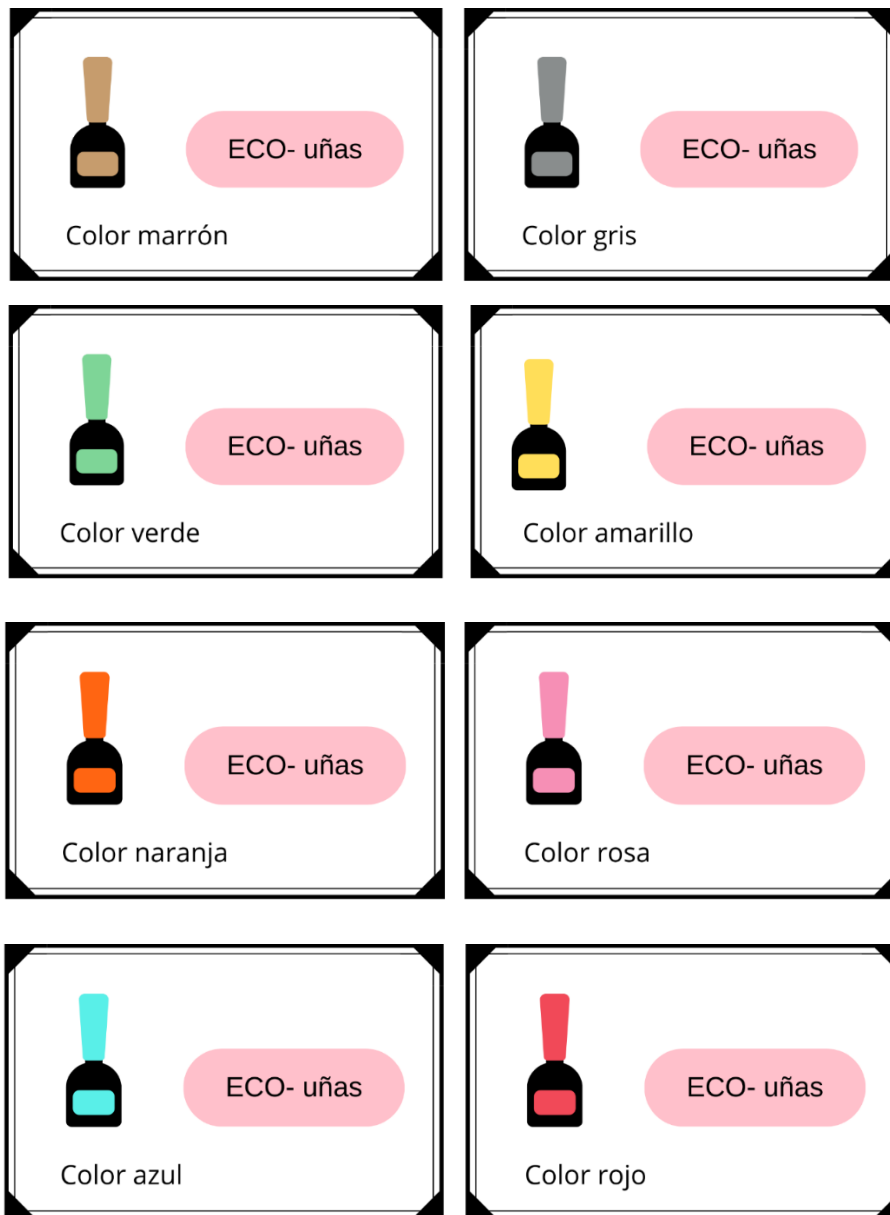 ECO- uñas
Color marrón
ECO- uñas
Color gris
ECO- uñas
Color verde
ECO- uñas
Color amarillo
ECO- uñas
Color naranja
ECO- uñas
Color rosa
ECO- uñas
Color azul
ECO- uñas
Color rojo